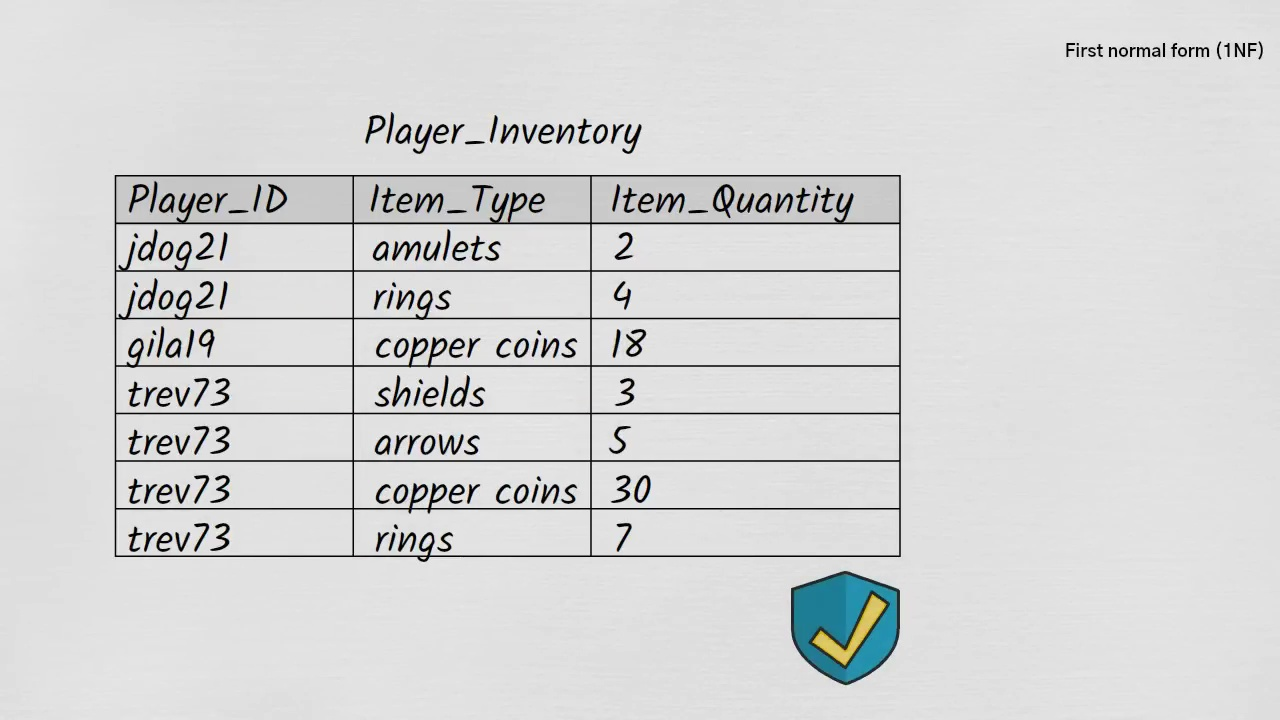 First normal form (1NF)
Player_Inventory
Player_ID Item_Type Item_Quantity
jdog21 amulets 2
jdog21 rings 4
gila19 copper coins 18
trev73 shields 3
trev73 arrows 5
trev73 copper coins 30
trev73 rings 7